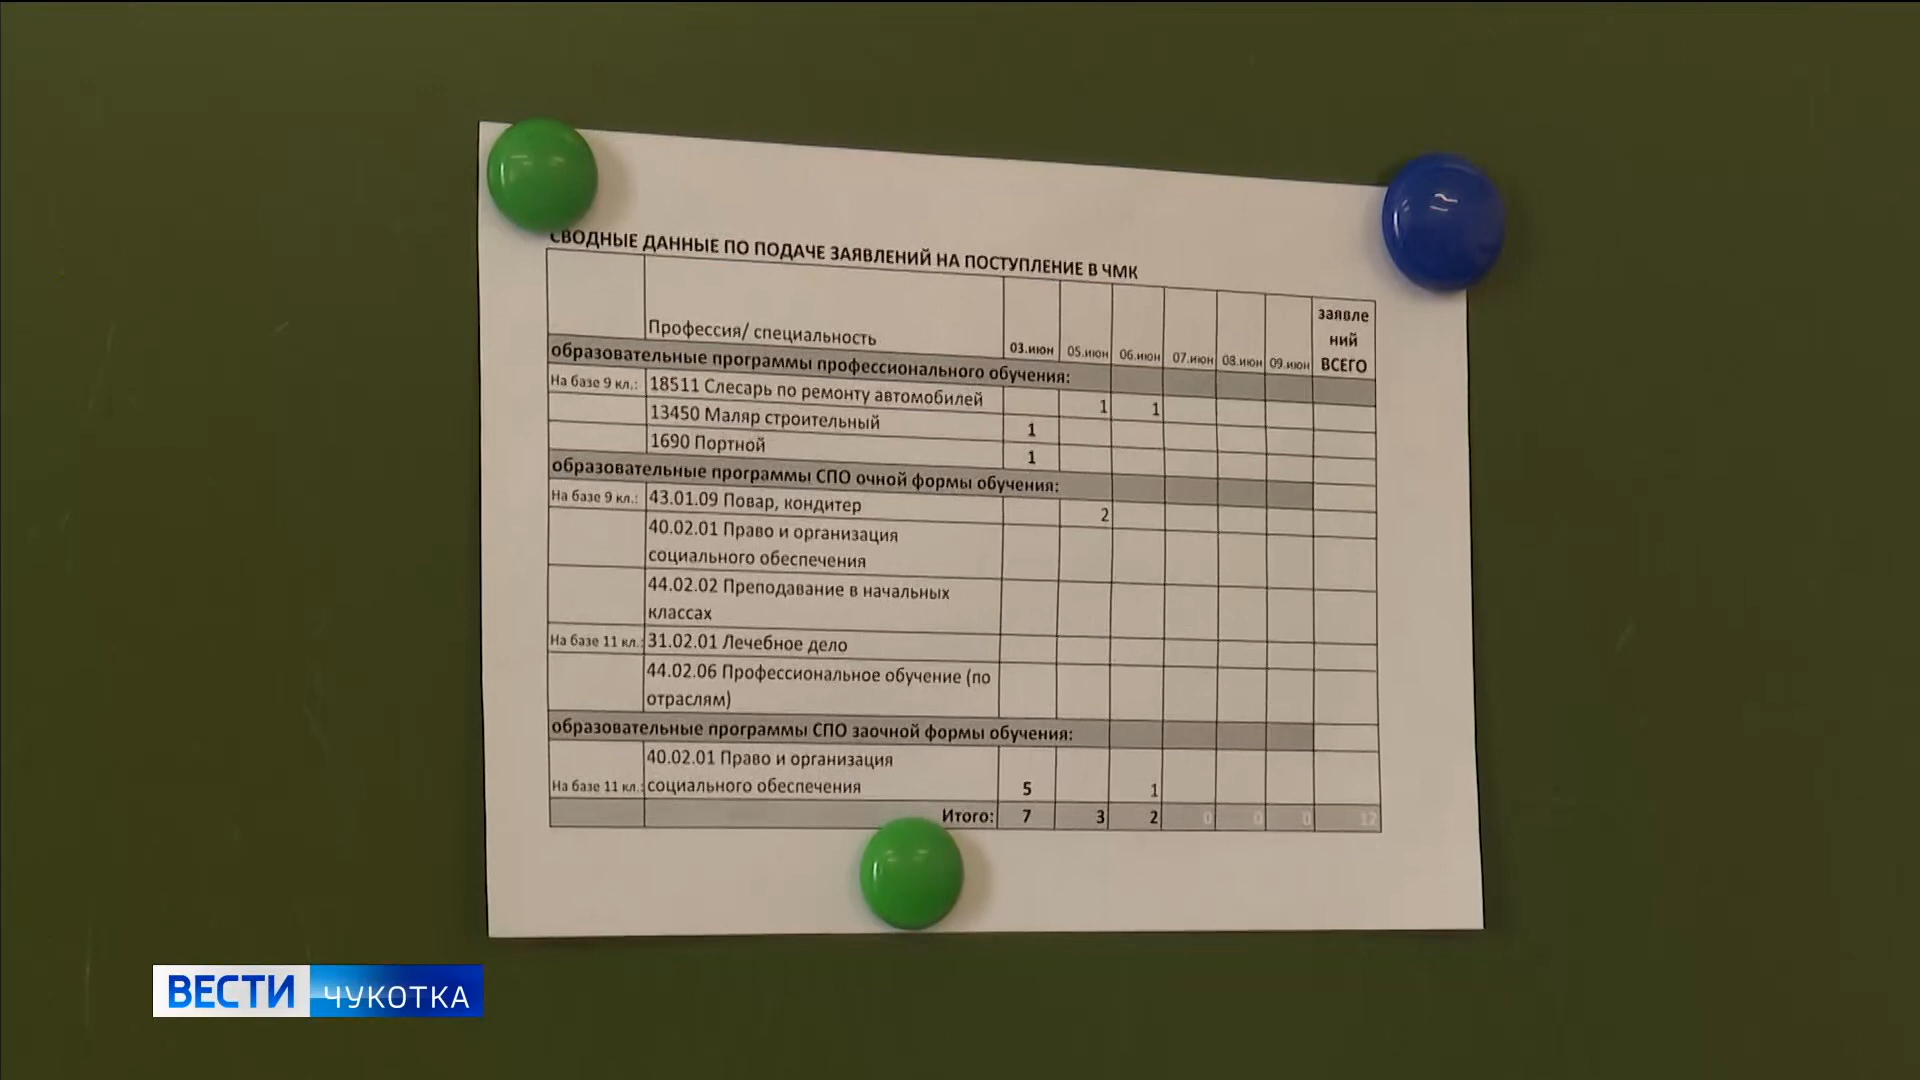 СВОДНЫЕ ДАННЫЕ ПО ПОДАЧЕ ЗАЯВЛЕНИЙ НА ПОСТУПЛЕНИЕ В ЧМК
Профессия/ специальность 03.июн 05.июн 06.июн 07.июн 08.июн 09.июн заявле
ний
ВСЕГО
образовательные программы профессионального обучения:
На базе 9 кл.: 18511 Слесарь по ремонту автомобилей 1 1
13450 Маляр строительный 1
1690 Портной 1
образовательные программы СПО очной формы обучения:
На базе 9 кл.: 43.01.09 Повар, кондитер 2
40.02.01 Право и организация
социального обеспечения
44.02.02 Преподавание в начальных
классах
На базе 11 кл.: 31.02.01 Лечебное дело
44.02.06 Профессиональное обучение (по
отраслям)
образовательные программы СПО заочной формы обучения:
40.02.01 Право и организация
На базе 11 кл.: социального обеспечения 5 1
Итого: 7 3 2 0 0 0 12
ВЕСТИ ЧУКОТКА